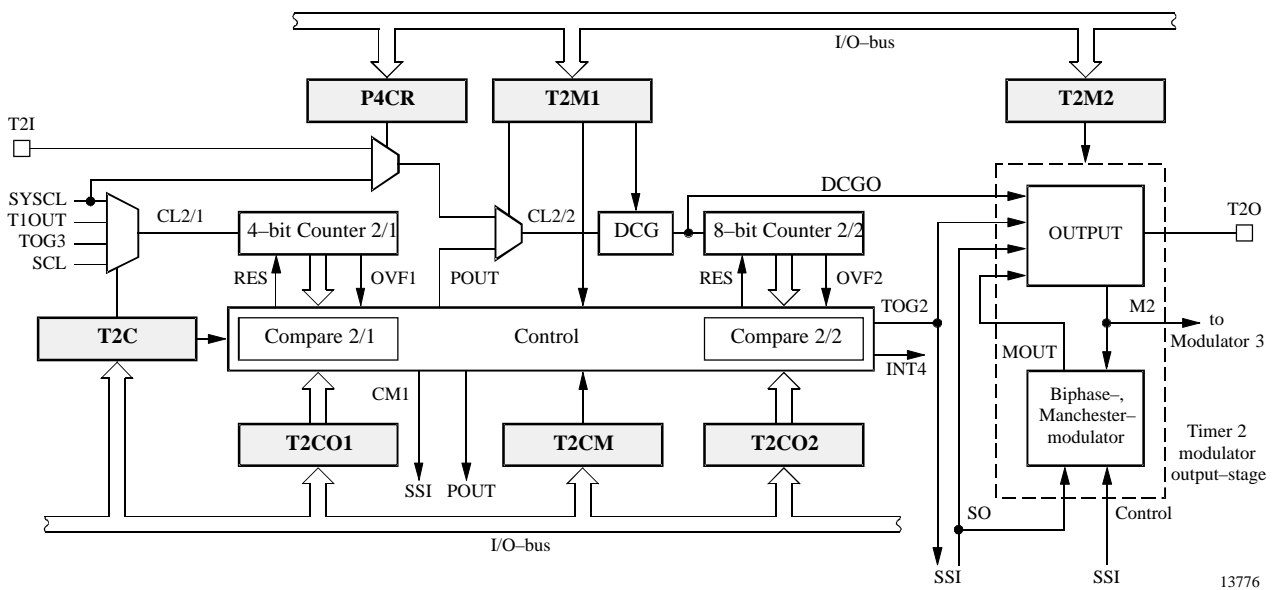 I/O–bus
P4CR
T2M1
T2M2
T2I
DCGO
SYSCL
T1OUT
TOG3
SCL
CL2/1
4–bit Counter 2/1
CL2/2
DCG
8–bit Counter 2/2
OUTPUT
T2O
RES
OVF1
POUT
RES
OVF2
TOG2
M2
to
Modulator 3
T2C
Compare 2/1
Control
Compare 2/2
INT4
MOUT
CM1
Biphase–,
Manchester–
modulator
Timer 2
modulator
output–stage
T2CO1
T2CM
T2CO2
SSI
POUT
SO
Control
I/O–bus
SSI
SSI
13776